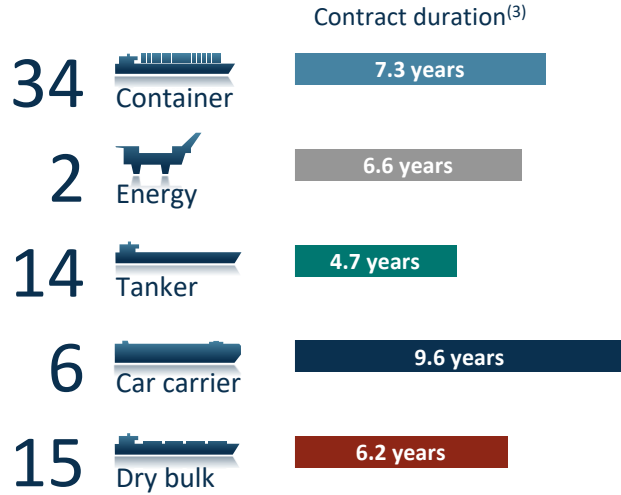 Contract duration(3)
34 Container 7.3 years
2 Energy 6.6 years
14 Tanker 4.7 years
6 Car carrier 9.6 years
15 Dry bulk 6.2 years